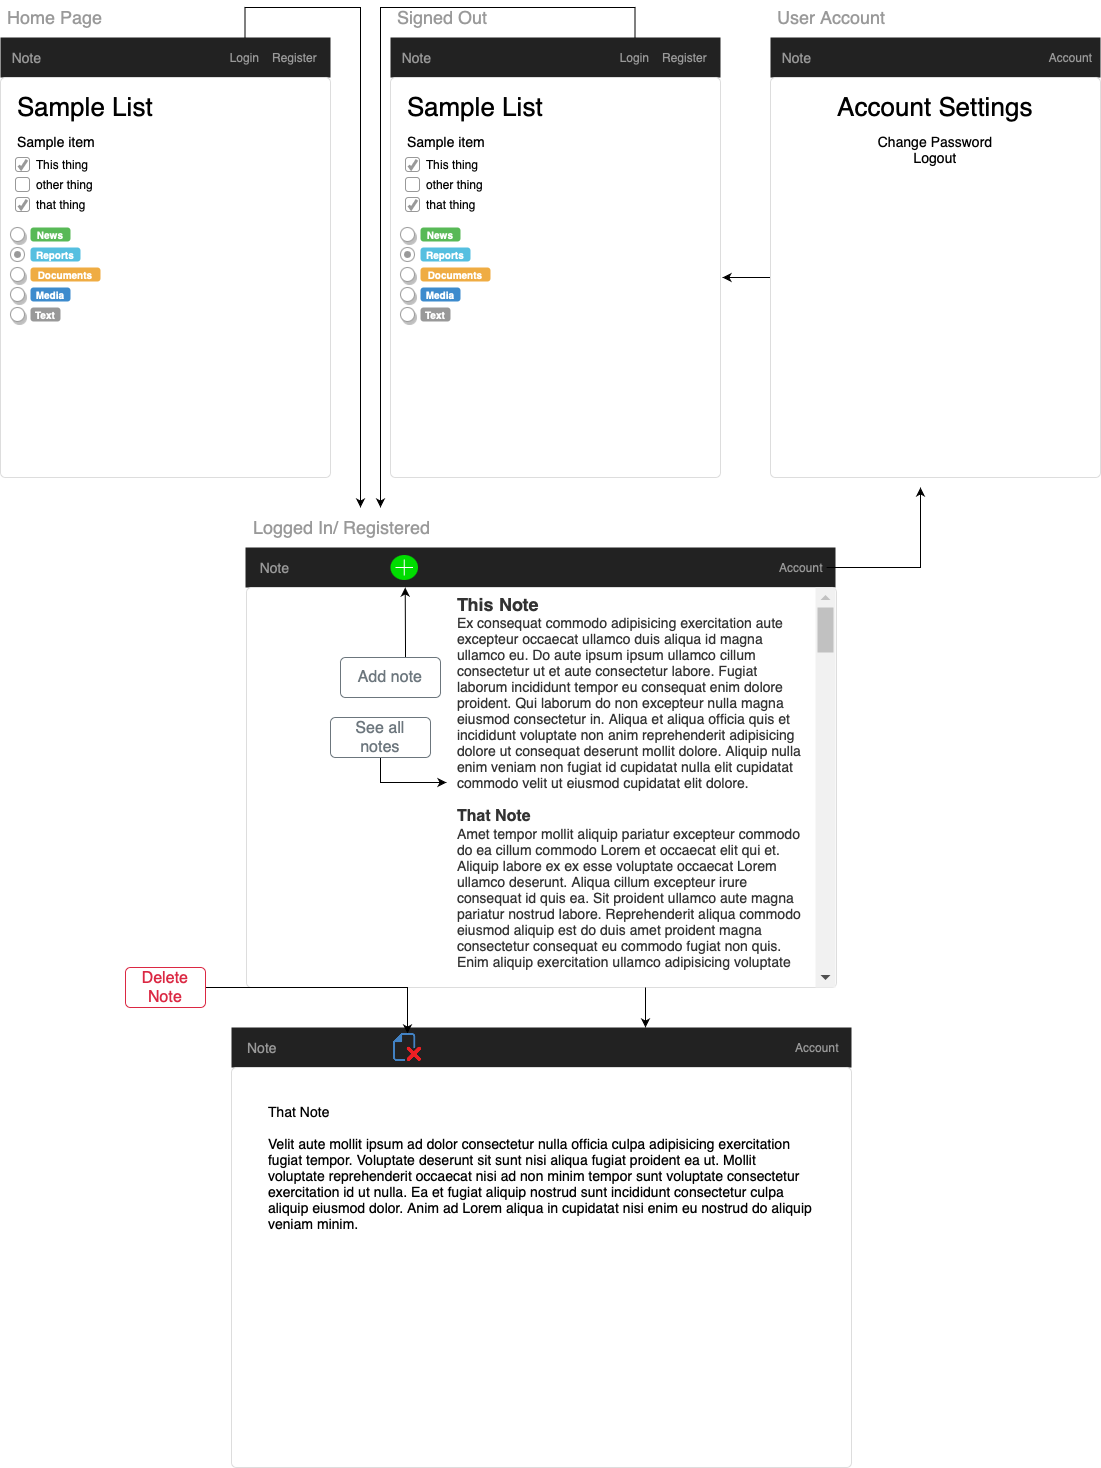 Home Page
Note
Login
Register
Sample List
Sample item
This thing
other thing
that thing
News
Reports
Documents
Media
Text
Signed Out
Note
Login
Register
Sample List
Sample item
This thing
other thing
that thing
News
Reports
Documents
Media
Text
User Account
Note
Account
Account Settings
Change Password
Logout
Logged In/ Registered
Note
Account
Add note
See all
notes
This Note
Ex consequat commodo adipisicing exercitation aute
excepteur occaecat ullamco duis aliqua id magna
ullamco eu. Do aute ipsum ipsum ullamco cillum
consectetur ut et aute consectetur labore. Fugiat
laborum incididunt tempor eu consequat enim dolore
proident. Qui laborum do non excepteur nulla magna
eiusmod consectetur in. Aliqua et aliqua officia quis et
incididunt voluptate non anim reprehenderit adipisicing
dolore ut consequat deserunt mollit dolore. Aliquip nulla
enim veniam non fugiat id cupidatat nulla elit cupidatat
commodo velit ut eiusmod cupidatat elit dolore.
That Note
Amet tempor mollit aliquip pariatur excepteur commodo
do ea cillum commodo Lorem et occaecat elit qui et.
Aliquip labore ex ex esse voluptate occaecat Lorem
ullamco deserunt. Aliqua cillum excepteur irure
consequat id quis ea. Sit proident ullamco aute magna
pariatur nostrud labore. Reprehenderit aliqua commodo
eiusmod aliquip est do duis amet proident magna
consectetur consequat eu commodo fugiat non quis.
Enim aliquip exercitation ullamco adipisicing voluptate
Delete
Note
Note
Account
That Note
Velit aute mollit ipsum ad dolor consectetur nulla officia culpa adipisicing exercitation
fugiat tempor. Voluptate deserunt sit sunt nisi aliqua fugiat proident ea ut. Mollit
voluptate reprehenderit occaecat nisi ad non minim tempor sunt voluptate consectetur
exercitation id ut nulla. Ea et fugiat aliquip nostrud sunt incididunt consectetur culpa
aliquip eiusmod dolor. Anim ad Lorem aliqua in cupidatat nisi enim eu nostrud do aliquip
veniam minim.